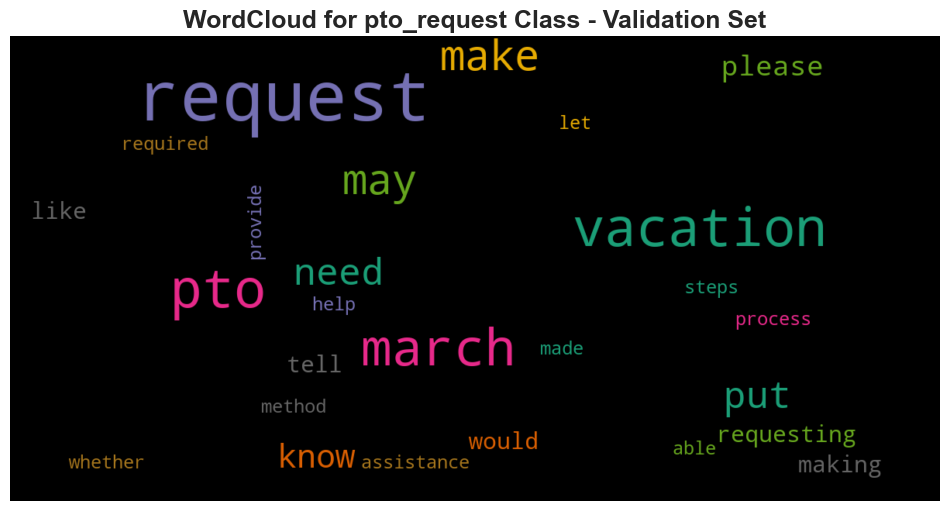 WordCloud for pto_request Class - Validation Set
make
please
request
let
required
may
like
provide
vacation
need
pto
help
steps
process
march
made
tell
put
method
requesting
would
able
know
whether
assistance
making